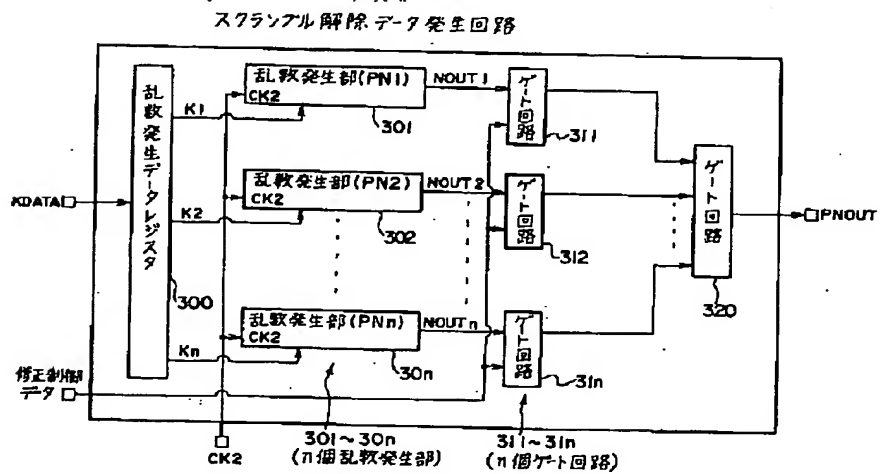 スクランブル解除データ発生回路
乱数発生データレジスタ
300
KDATA
K1
K2
Kn
乱数発生部(PN1)
CK2
301
NOUT1
乱数発生部(PN2)
CK2
302
NOUT2
乱数発生部(PNn)
CK2
30n
NOUTn
ゲート回路
311
ゲート回路
312
ゲート回路
31n
ゲート回路
320
PNOUT
修正制御
データ
CK2
301~30n
(n個乱数発生部)
311~31n
(n個ゲート回路)